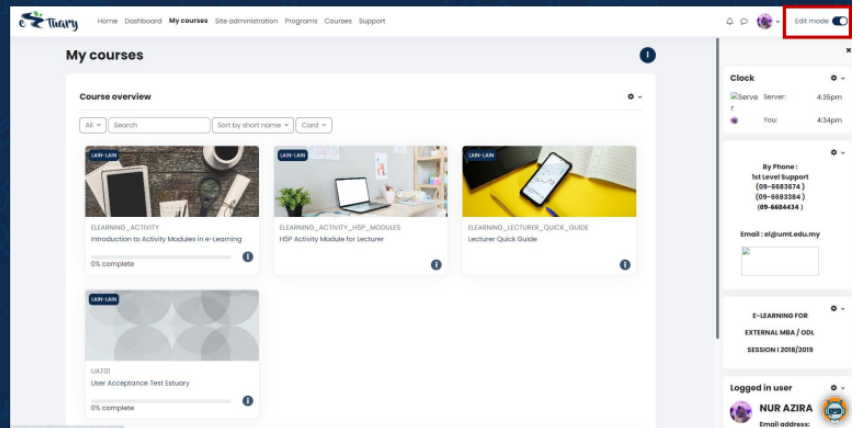 e Tuary
Home Dashboard My courses Site administration Programs Courses Support
Edit mode
My courses
Course overview
All
Search
Sort by short name
Card
LAIN-LAIN
ELEARNING_ACTIVITY
Introduction to Activity Modules in e-Learning
0% complete
LAIN-LAIN
ELEARNING_ACTIVITY_H5P_MODULES
H5P Activity Module for Lecturer
LAIN-LAIN
ELEARNING_LECTURER_QUICK_GUIDE
Lecturer Quick Guide
LAIN-LAIN
UAT01
User Acceptance Test Estuary
0% complete
Clock
Serve
r
Server: 4:35pm
You: 4:34pm
By Phone :
1st Level Support
(09-6683674 )
(09-6683384 )
(09-6684434 )
Email : el@umt.edu.my
E-LEARNING FOR
EXTERNAL MBA / ODL
SESSION I 2018/2019
Logged in user
NUR AZIRA
Email address: